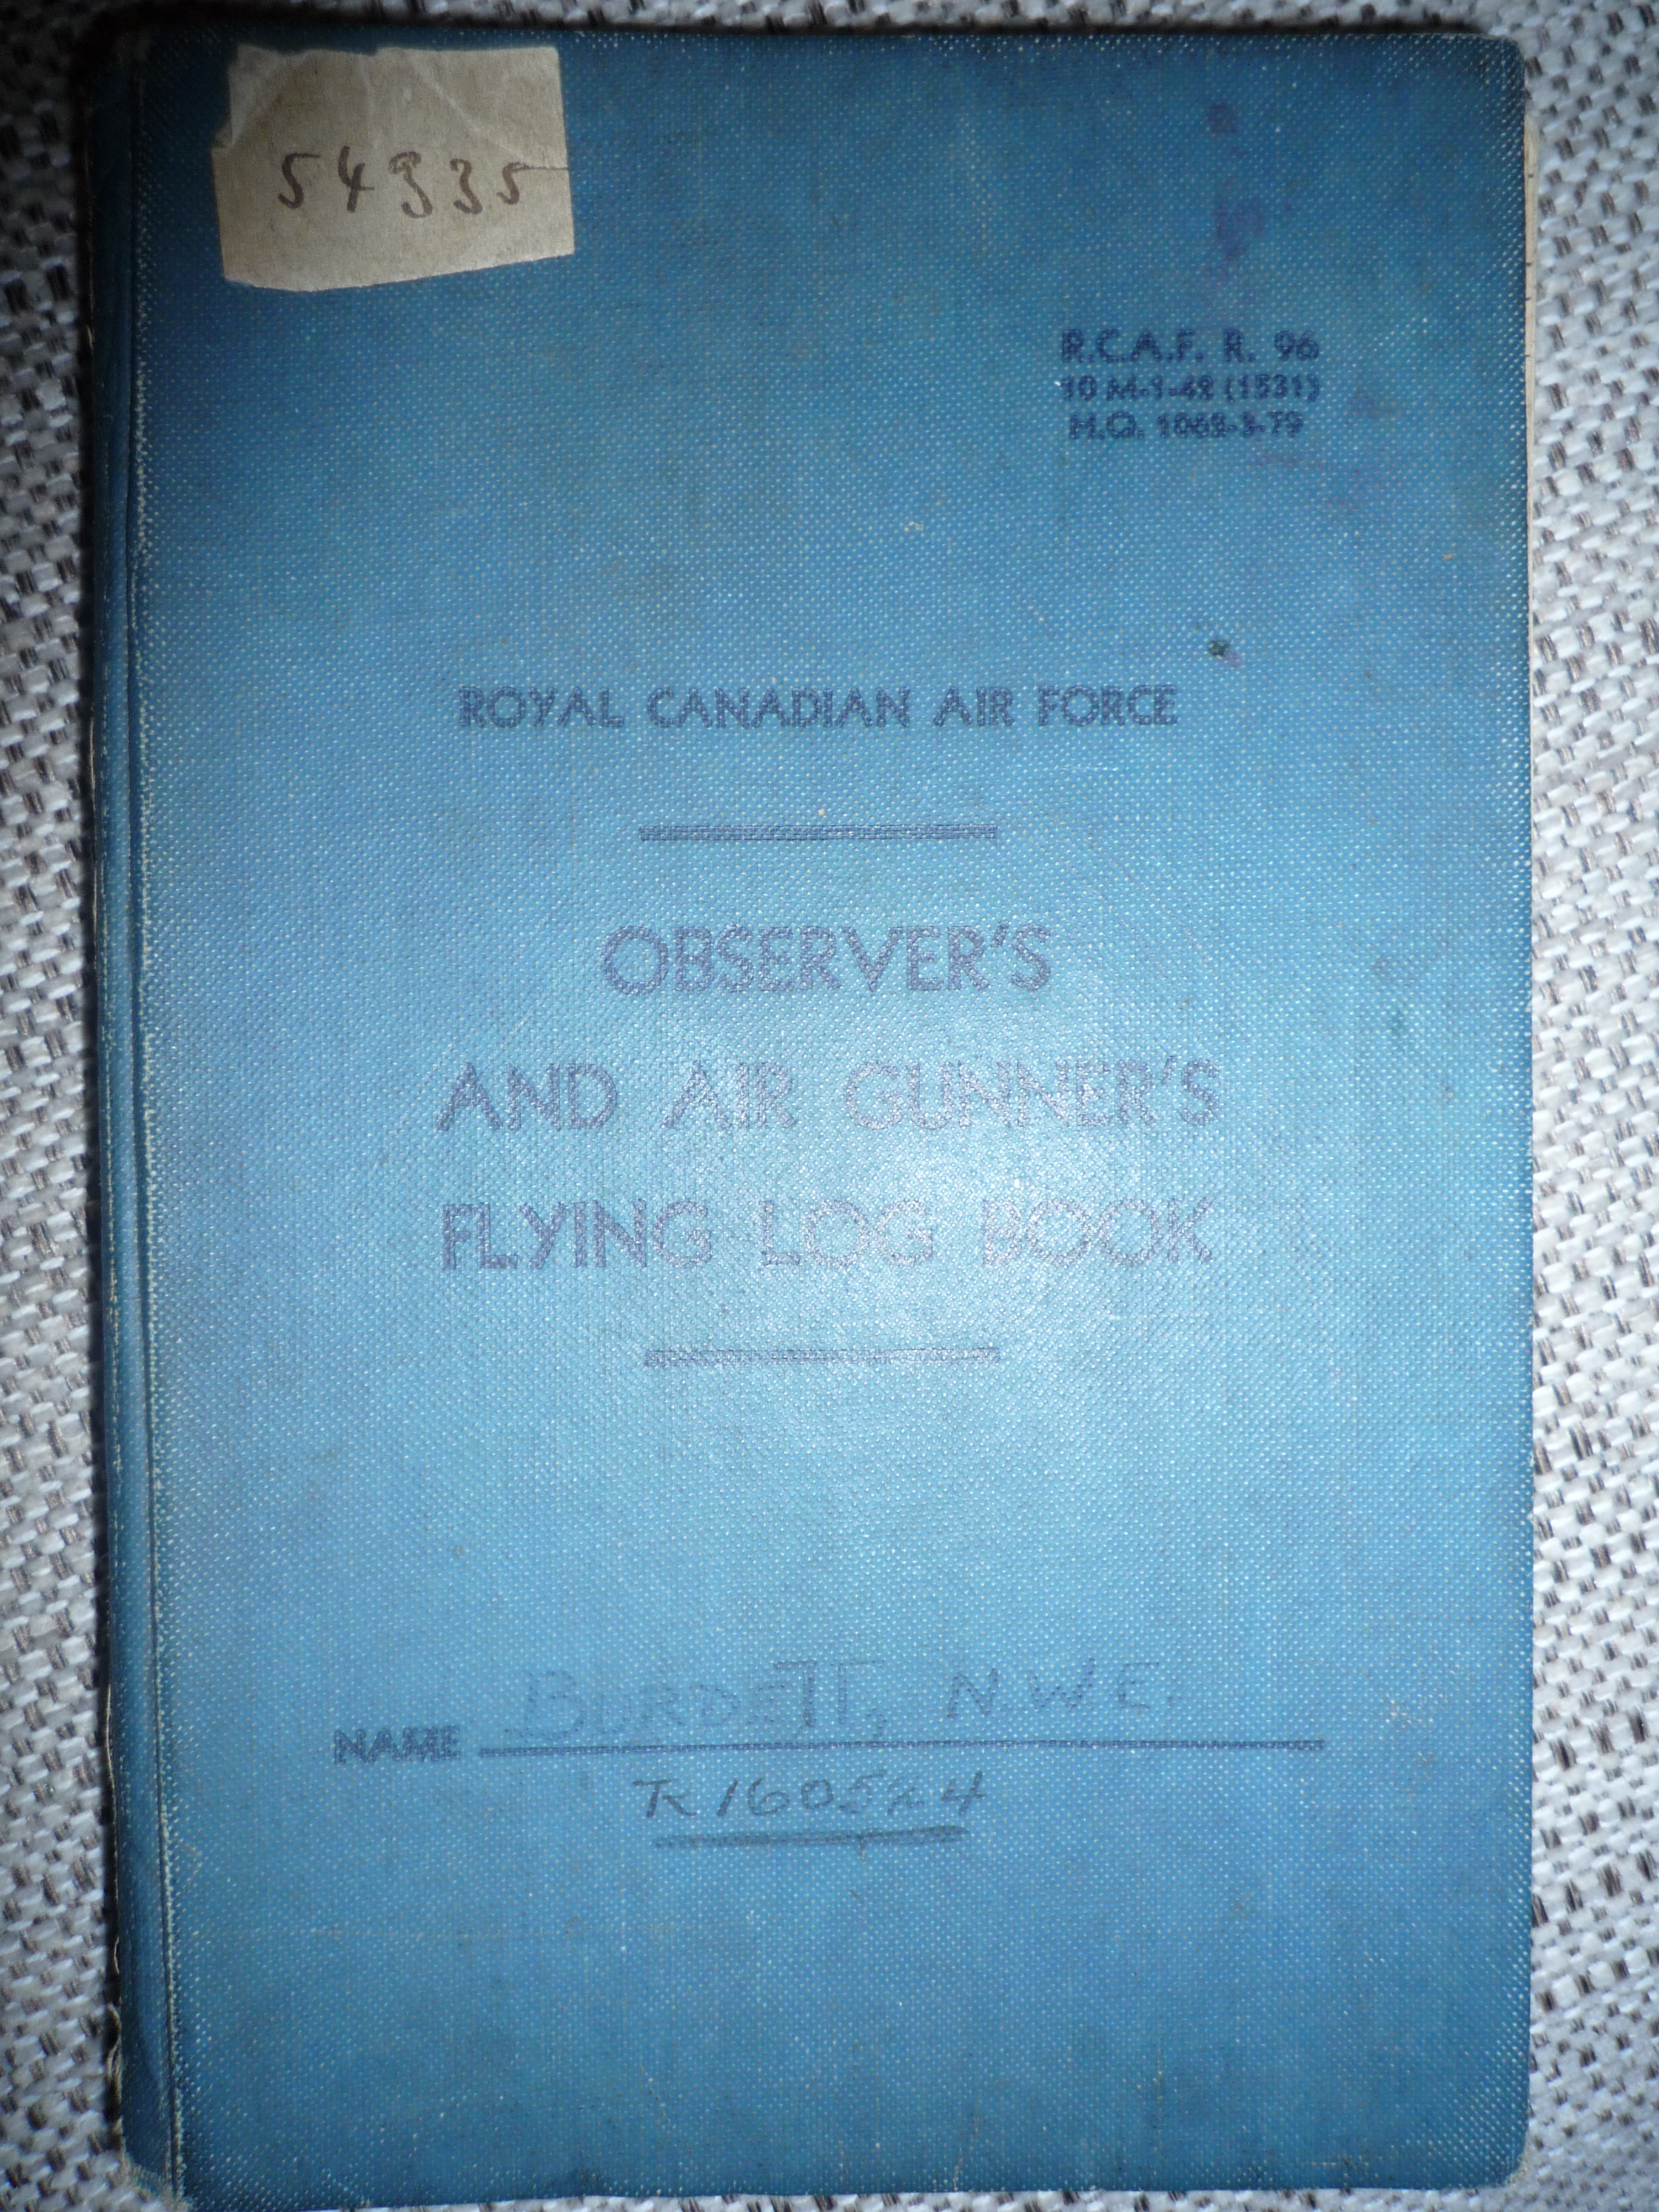 54935
R.C.A.F. R. 96
10 M-1-42 (1531)
H.Q. 1062-3-79
ROYAL CANADIAN AIR FORCE
OBSERVER'S
AND AIR GUNNER'S
FLYING LOG BOOK
BURDETT, N.W.E.
NAME
R160524